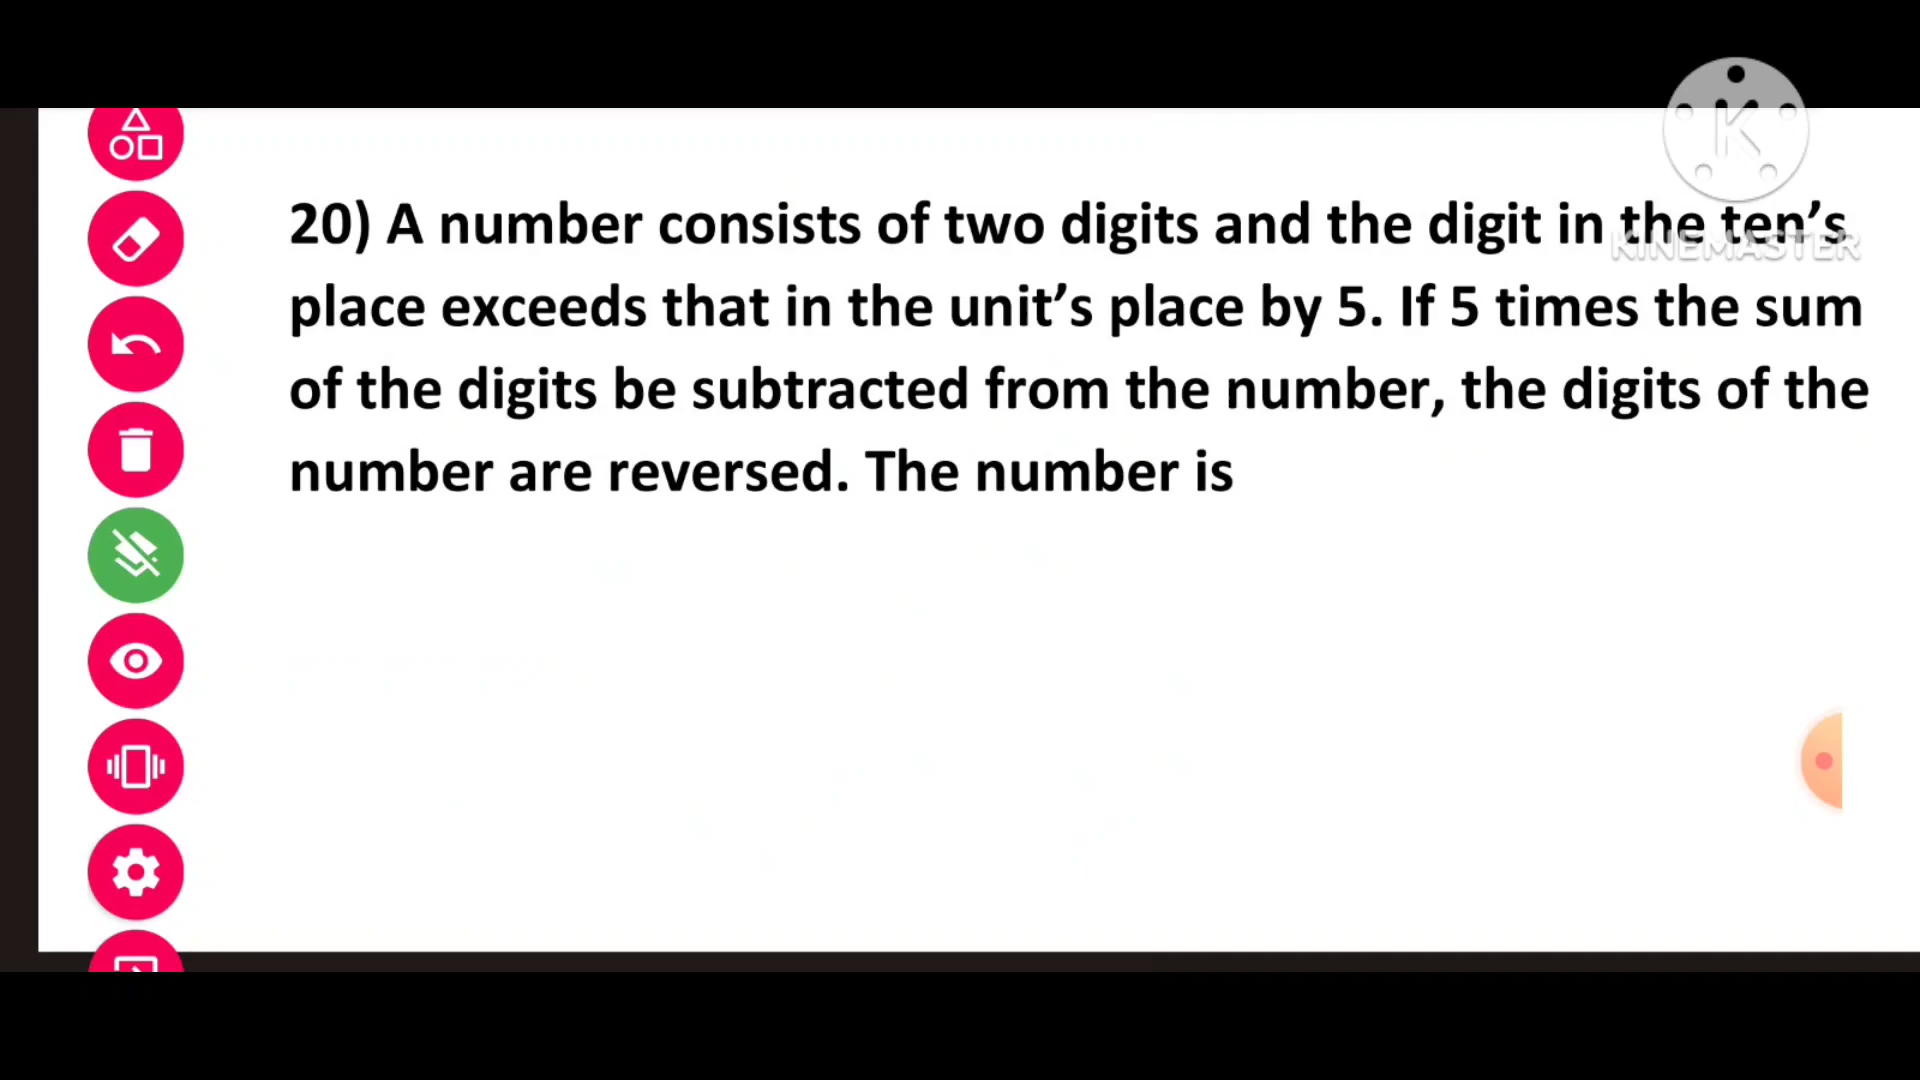 K
KINEMASTER
20) A number consists of two digits and the digit in the ten’s
place exceeds that in the unit’s place by 5. If 5 times the sum
of the digits be subtracted from the number, the digits of the
number are reversed. The number is